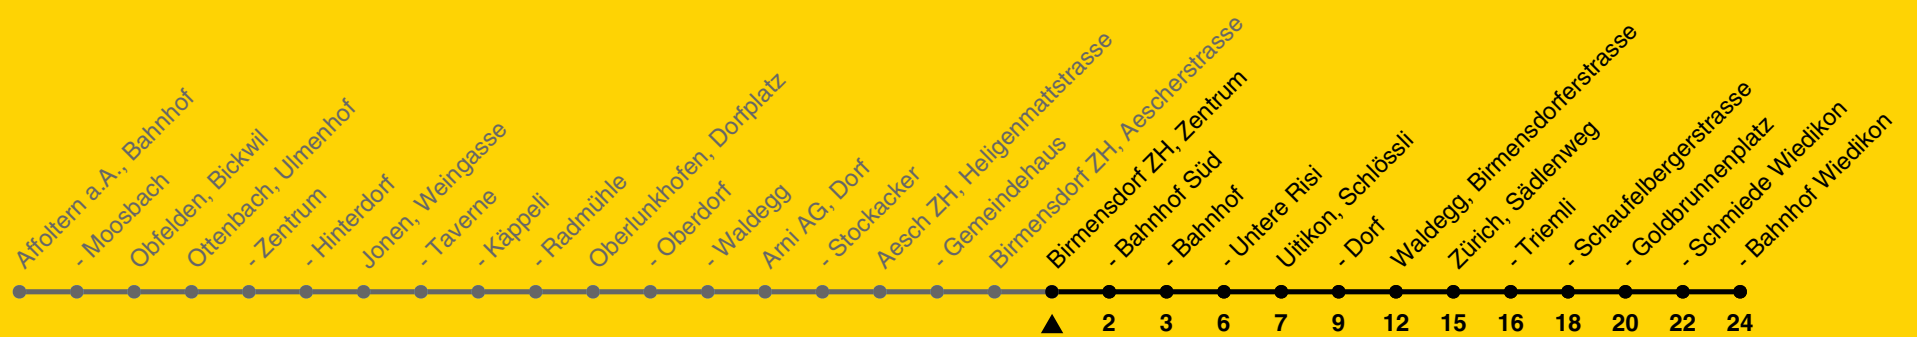 Affoltern a.A., Bahnhof
- Moosbach
Obfelden, Bickwil
Ottenbach, Ulmenhof
- Zentrum
- Hinterdorf
Jonen, Weingasse
- Taverne
- Käppeli
- Radmühle
Oberlunkhofen, Dorfplatz
- Oberdorf
- Waldegg
Arni AG, Dorf
- Stockacker
Aesch ZH, Heligenmattstrasse
- Gemeindehaus
Birmensdorf ZH, Aescherstrasse
Birmensdorf ZH, Zentrum
- Bahnhof Süd
- Bahnhof
- Untere Risi
Uitikon, Schlössli
- Dorf
Waldegg, Birmensdorferstrasse
Zürich, Sädlenweg
- Triemli
- Schaufelbergerstrasse
- Goldbrunnenplatz
- Schmiede Wiedikon
- Bahnhof Wiedikon
2 3 6 7 9 12 15 16 18 20 22 24